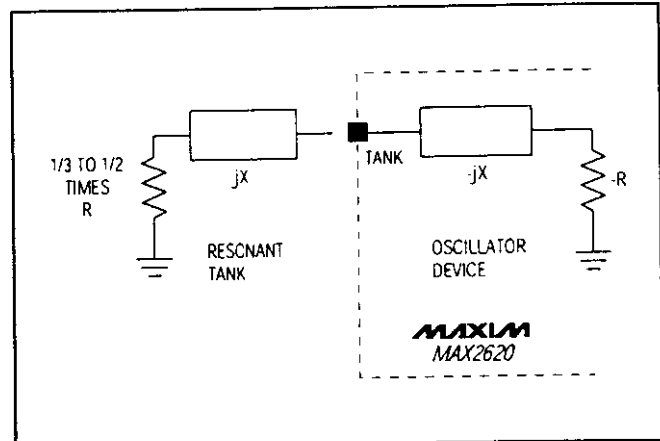 1/3 TO 1/2
TIMES
R
jX
RESONANT
TANK
TANK
-jX
-R
OSCILLATOR
DEVICE
MAXIM
MAX2620